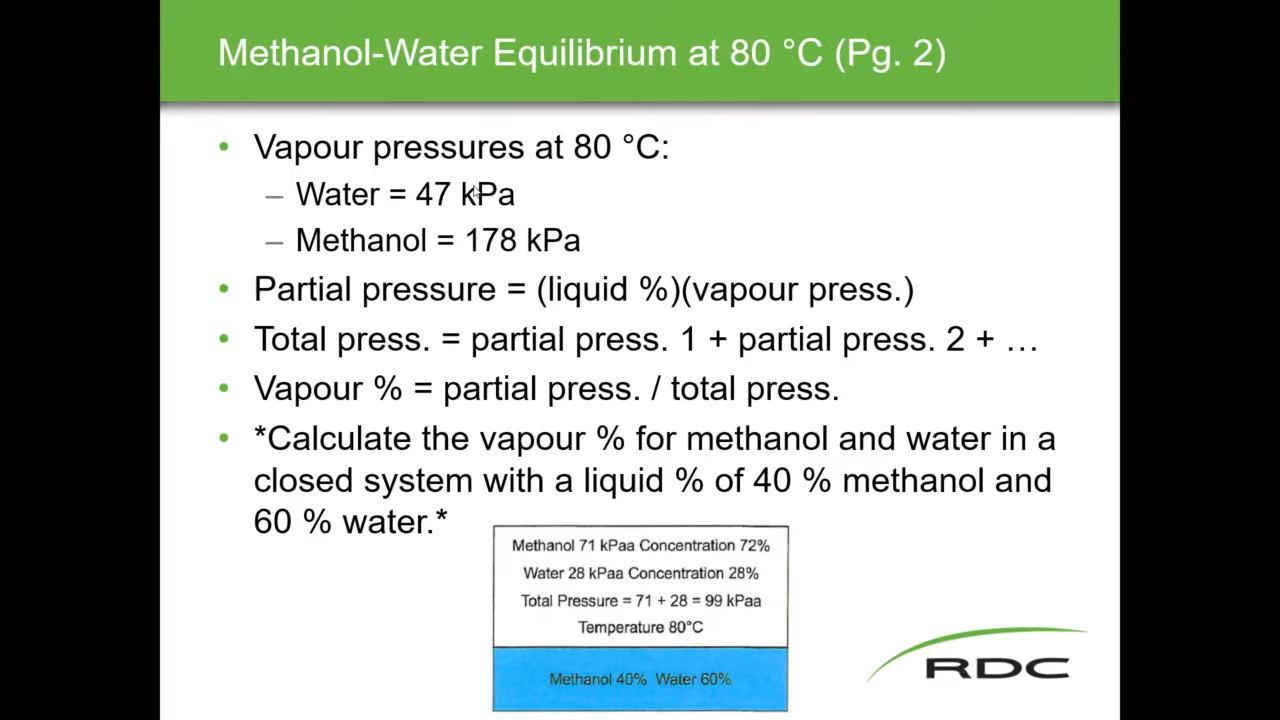 Methanol-Water Equilibrium at 80 °C (Pg. 2)
• Vapour pressures at 80 °C:
– Water = 47 kPa
– Methanol = 178 kPa
• Partial pressure = (liquid %)(vapour press.)
• Total press. = partial press. 1 + partial press. 2 + …
• Vapour % = partial press. / total press.
• *Calculate the vapour % for methanol and water in a
closed system with a liquid % of 40 % methanol and
60 % water.*
Methanol 71 kPaa Concentration 72%
Water 28 kPaa Concentration 28%
Total Pressure = 71 + 28 = 99 kPaa
Temperature 80°C
Methanol 40% Water 60%
RDC